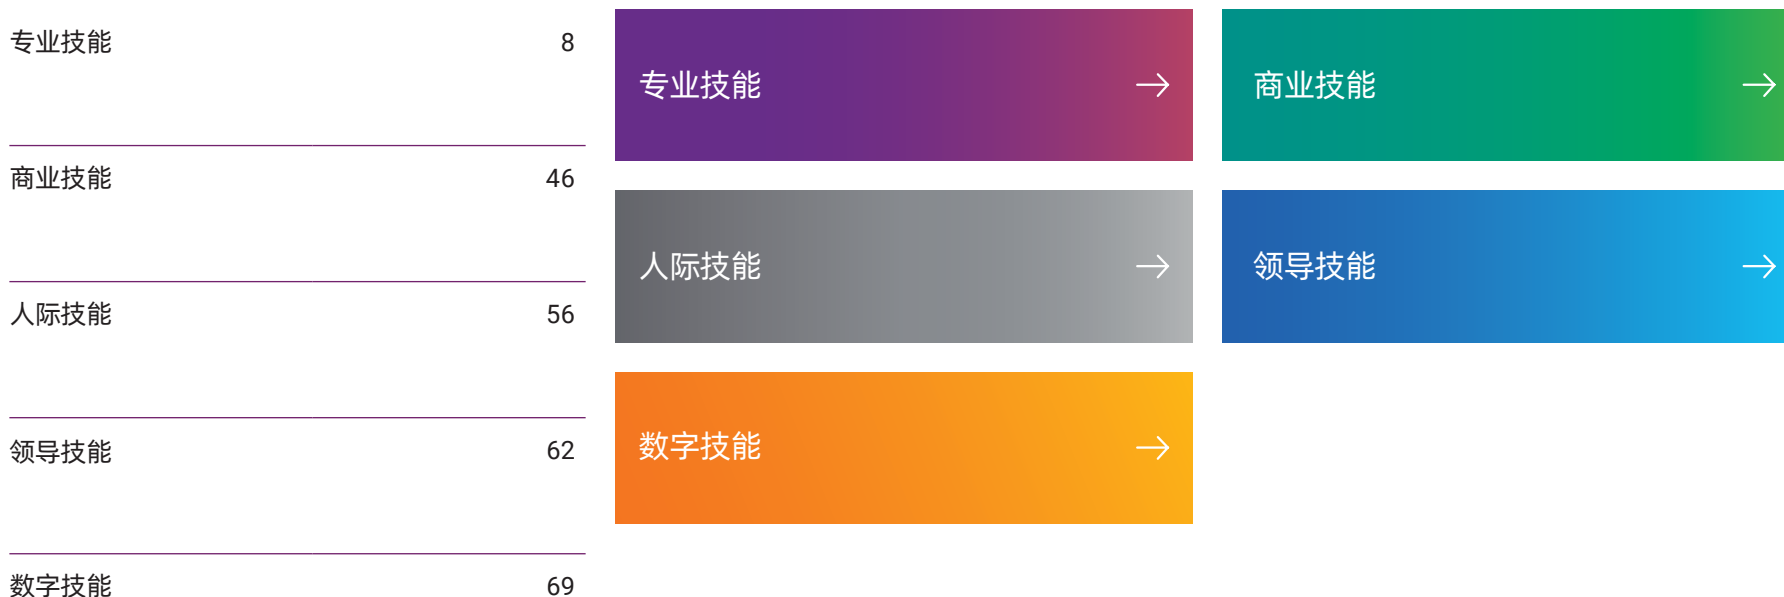 专业技能 8
商业技能 46
人际技能 56
领导技能 62
数字技能 69
专业技能 →
商业技能 →
人际技能 →
领导技能 →
数字技能 →